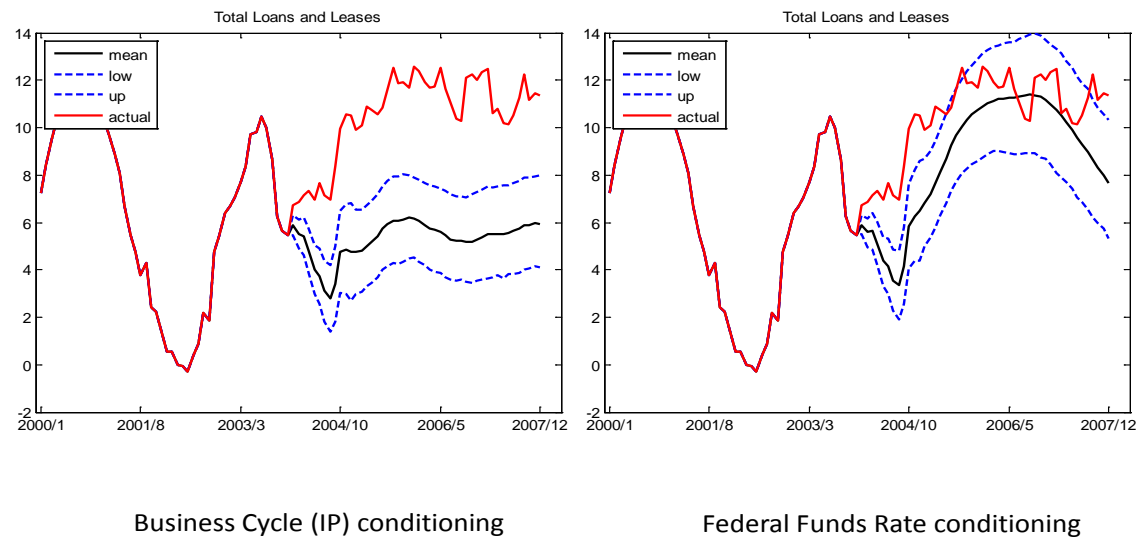 Total Loans and Leases
14
12
10
8
6
4
2
0
-2
mean
low
up
actual
2000/1 2001/8 2003/3 2004/10 2006/5 2007/12
Total Loans and Leases
14
12
10
8
6
4
2
0
-2
mean
low
up
actual
2000/1 2001/8 2003/3 2004/10 2006/5 2007/12
Business Cycle (IP) conditioning
Federal Funds Rate conditioning